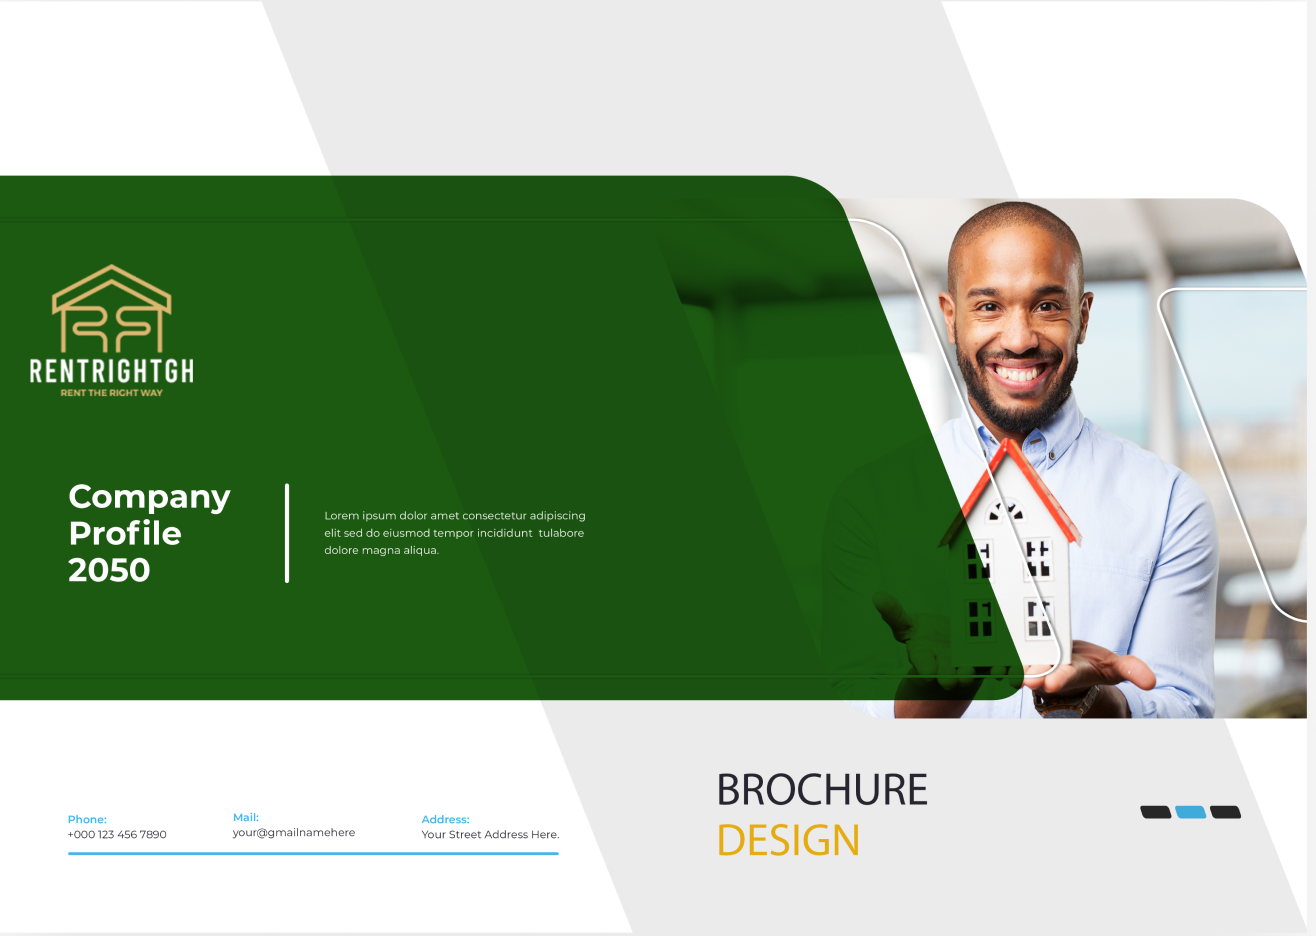 RENTRIGHTGH
RENT THE RIGHT WAY
Company
Profile
2050
Lorem ipsum dolor amet consectetur adipiscing
elit sed do eiusmod tempor incididunt tulabore
dolore magna aliqua.
Phone:
+000 123 456 7890
Mail:
your@gmailnamehere
Address:
Your Street Address Here.
BROCHURE
DESIGN